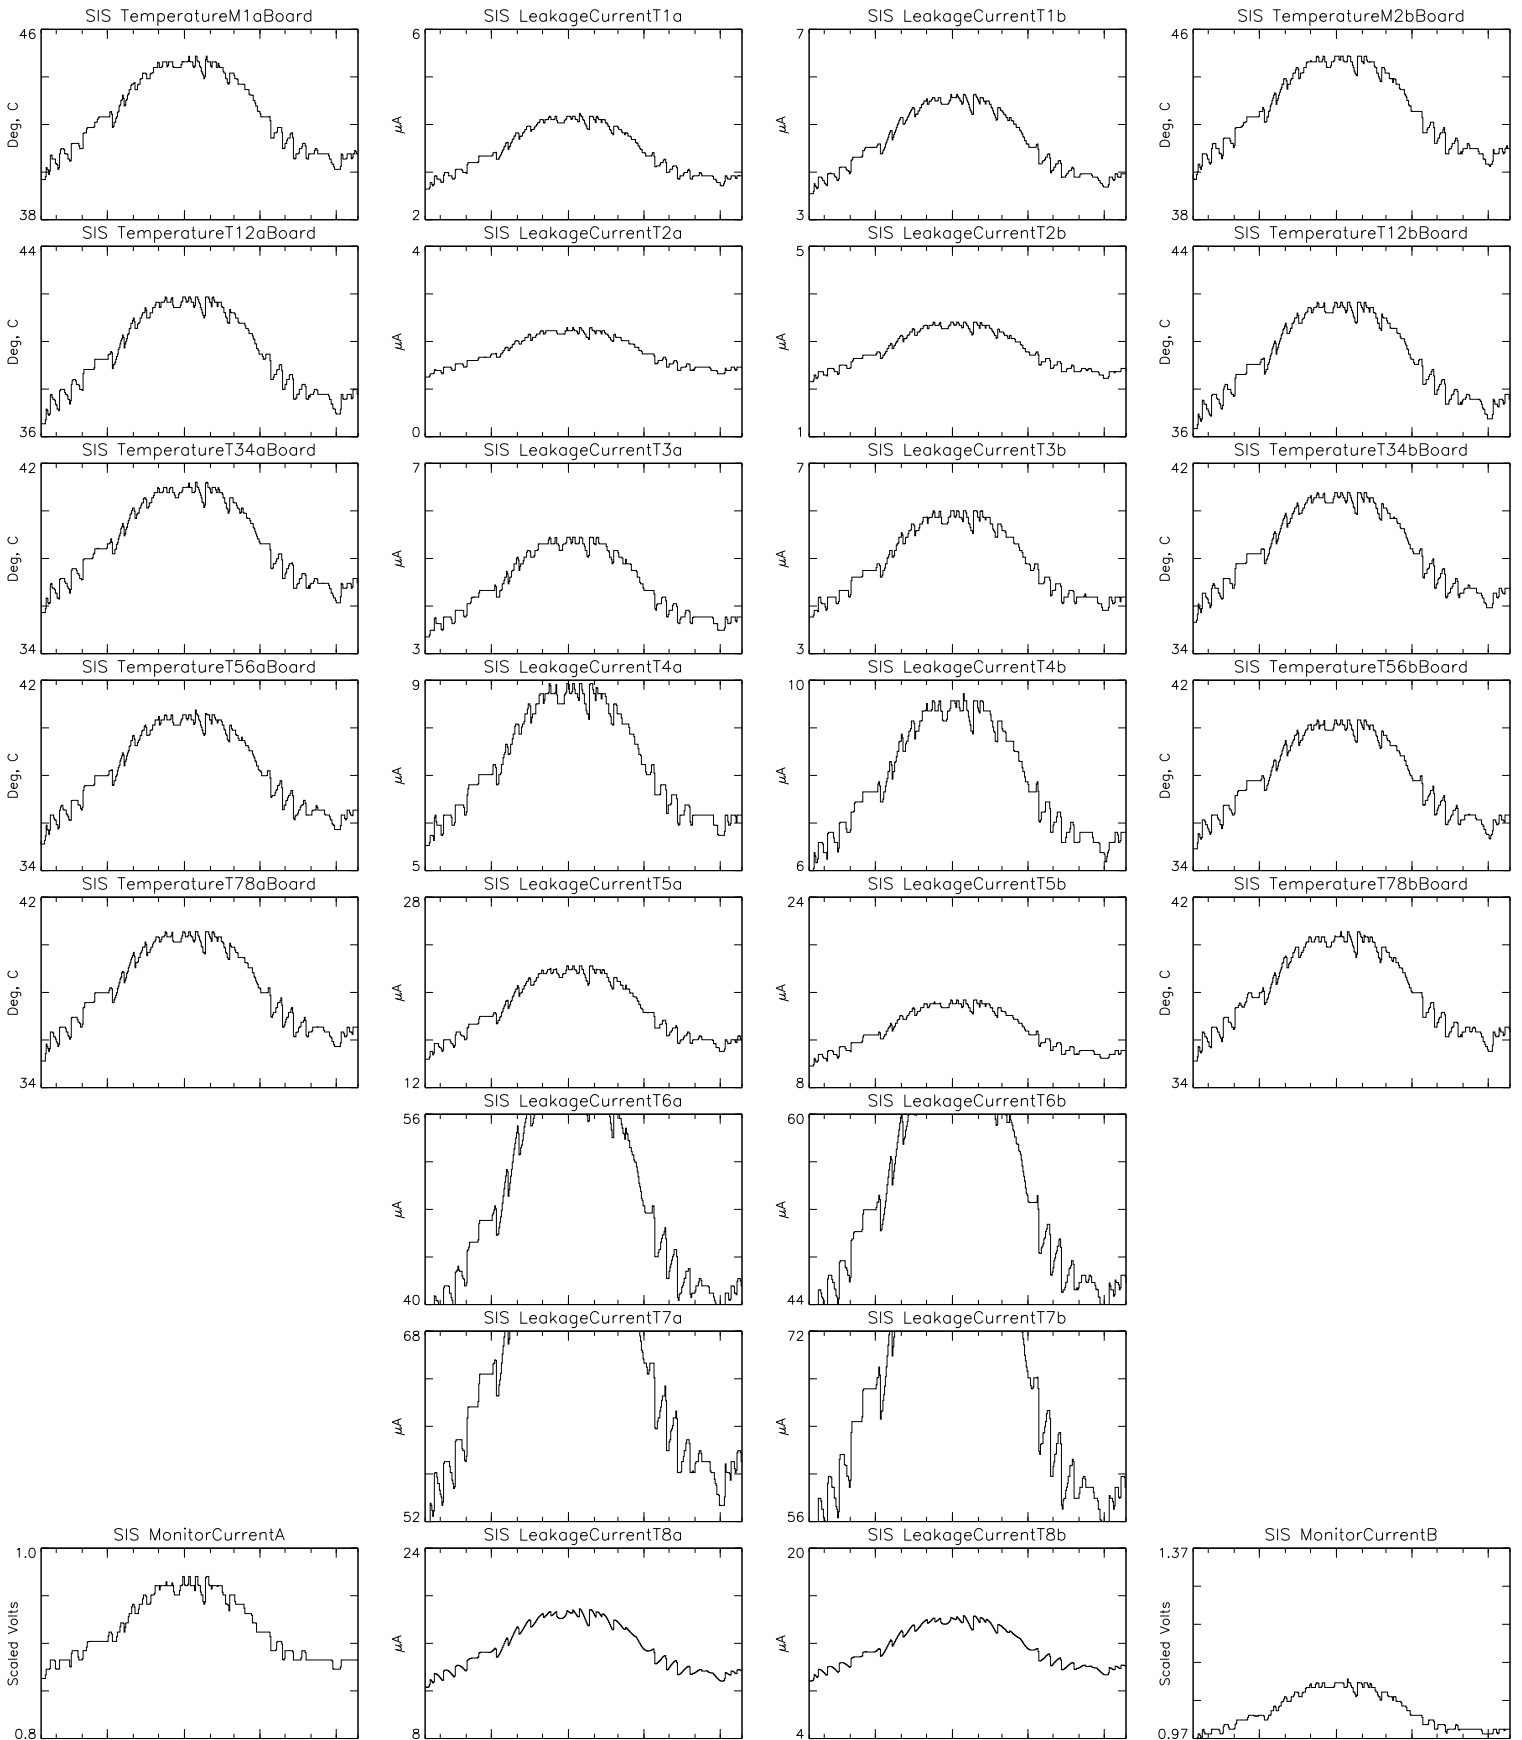 SIS TemperatureM1aBoard SIS LeakageCurrentT1a SIS LeakageCurrentT1b SIS TemperatureM2bBoard
46 6 7 46
Deg, C μA μA Deg, C
38 2 3 38
SIS TemperatureT12aBoard SIS LeakageCurrentT2a SIS LeakageCurrentT2b SIS TemperatureT12bBoard
44 4 5 44
Deg, C μA μA Deg, C
36 0 1 36
SIS TemperatureT34aBoard SIS LeakageCurrentT3a SIS LeakageCurrentT3b SIS TemperatureT34bBoard
42 7 7 42
Deg, C μA μA Deg, C
34 3 3 34
SIS TemperatureT56aBoard SIS LeakageCurrentT4a SIS LeakageCurrentT4b SIS TemperatureT56bBoard
42 9 10 42
Deg, C μA μA Deg, C
34 5 6 34
SIS TemperatureT78aBoard SIS LeakageCurrentT5a SIS LeakageCurrentT5b SIS TemperatureT78bBoard
42 28 24 42
Deg, C μA μA Deg, C
34 12 8 34
SIS LeakageCurrentT6a SIS LeakageCurrentT6b
56 60
μA μA
40 44
SIS LeakageCurrentT7a SIS LeakageCurrentT7b
68 72
μA μA
52 56
SIS MonitorCurrentA SIS LeakageCurrentT8a SIS LeakageCurrentT8b SIS MonitorCurrentB
1.0 24 20 1.37
Scaled Volts μA μA Scaled Volts
0.8 8 4 0.97